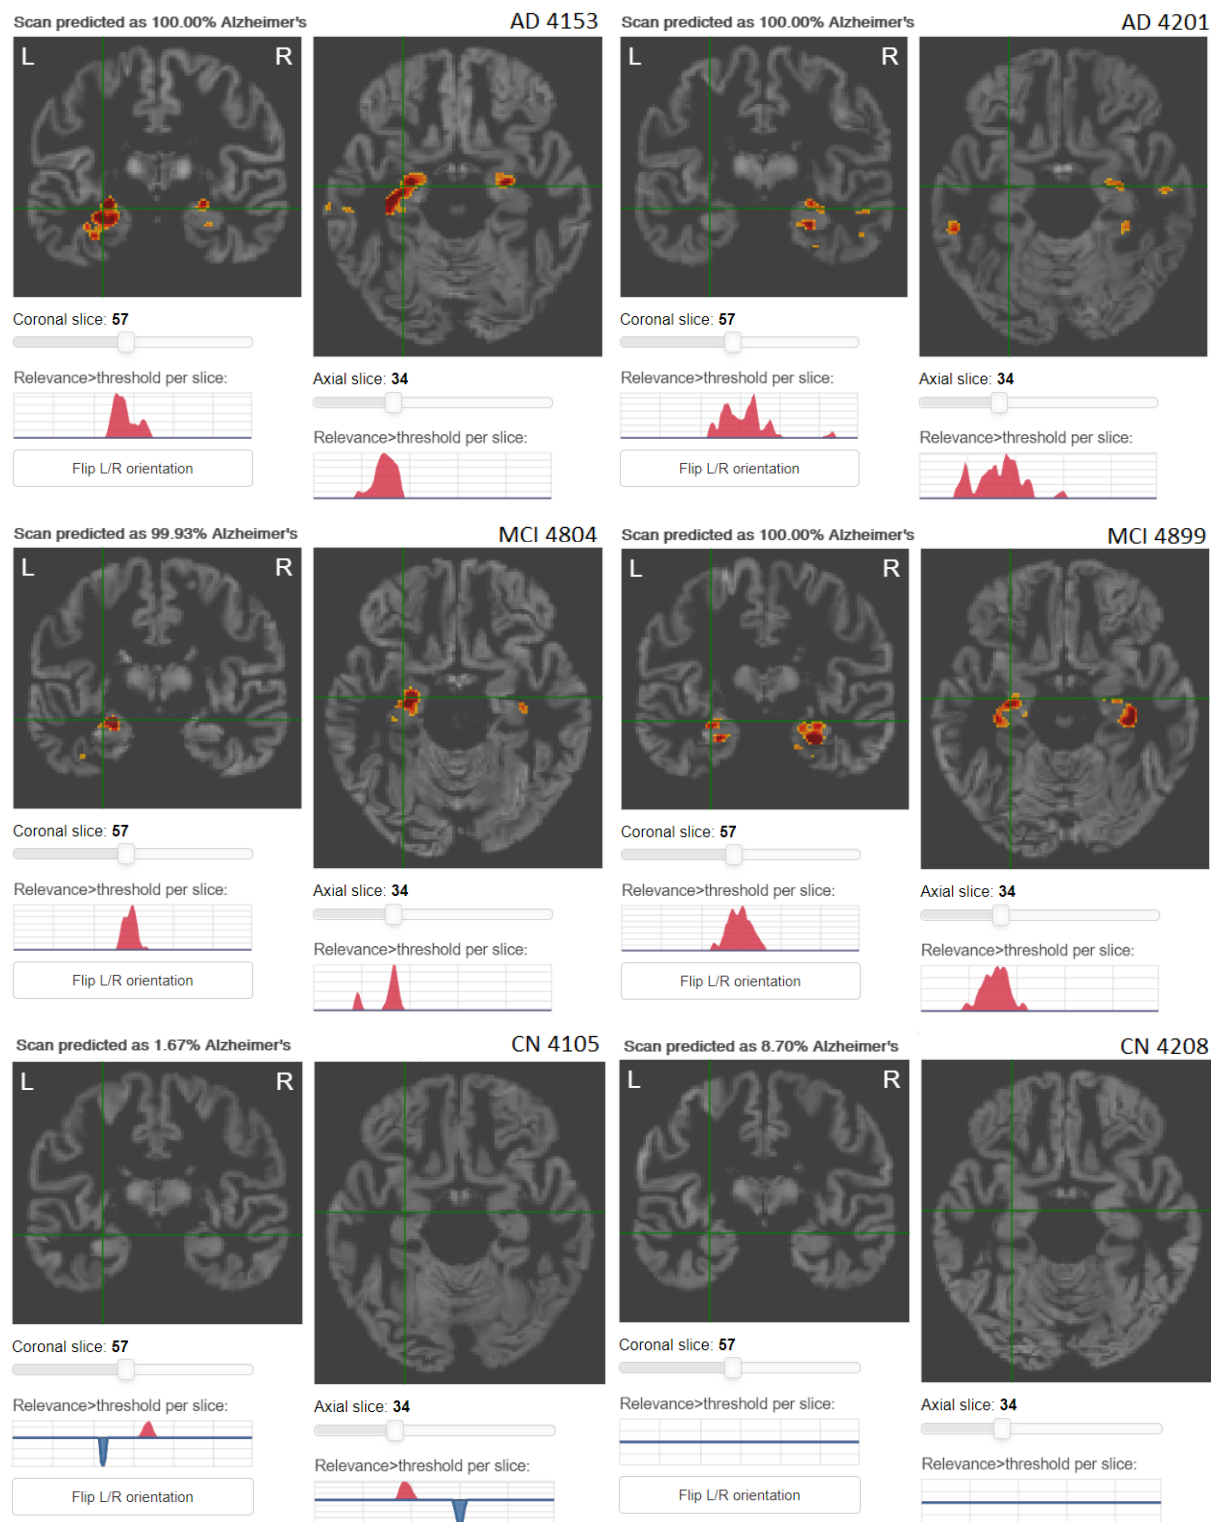 Scan predicted as 100.00% Alzheimer's
AD 4153
L
R
Coronal slice: 57
Relevance>threshold per slice:
Flip L/R orientation
Axial slice: 34
Relevance>threshold per slice:
Scan predicted as 100.00% Alzheimer's
AD 4201
L
R
Coronal slice: 57
Relevance>threshold per slice:
Flip L/R orientation
Axial slice: 34
Relevance>threshold per slice:
Scan predicted as 99.93% Alzheimer's
MCI 4804
L
R
Coronal slice: 57
Relevance>threshold per slice:
Flip L/R orientation
Axial slice: 34
Relevance>threshold per slice:
Scan predicted as 100.00% Alzheimer's
MCI 4899
L
R
Coronal slice: 57
Relevance>threshold per slice:
Flip L/R orientation
Axial slice: 34
Relevance>threshold per slice:
Scan predicted as 1.67% Alzheimer's
CN 4105
L
R
Coronal slice: 57
Relevance>threshold per slice:
Flip L/R orientation
Axial slice: 34
Relevance>threshold per slice:
Scan predicted as 8.70% Alzheimer's
CN 4208
L
R
Coronal slice: 57
Relevance>threshold per slice:
Flip L/R orientation
Axial slice: 34
Relevance>threshold per slice: